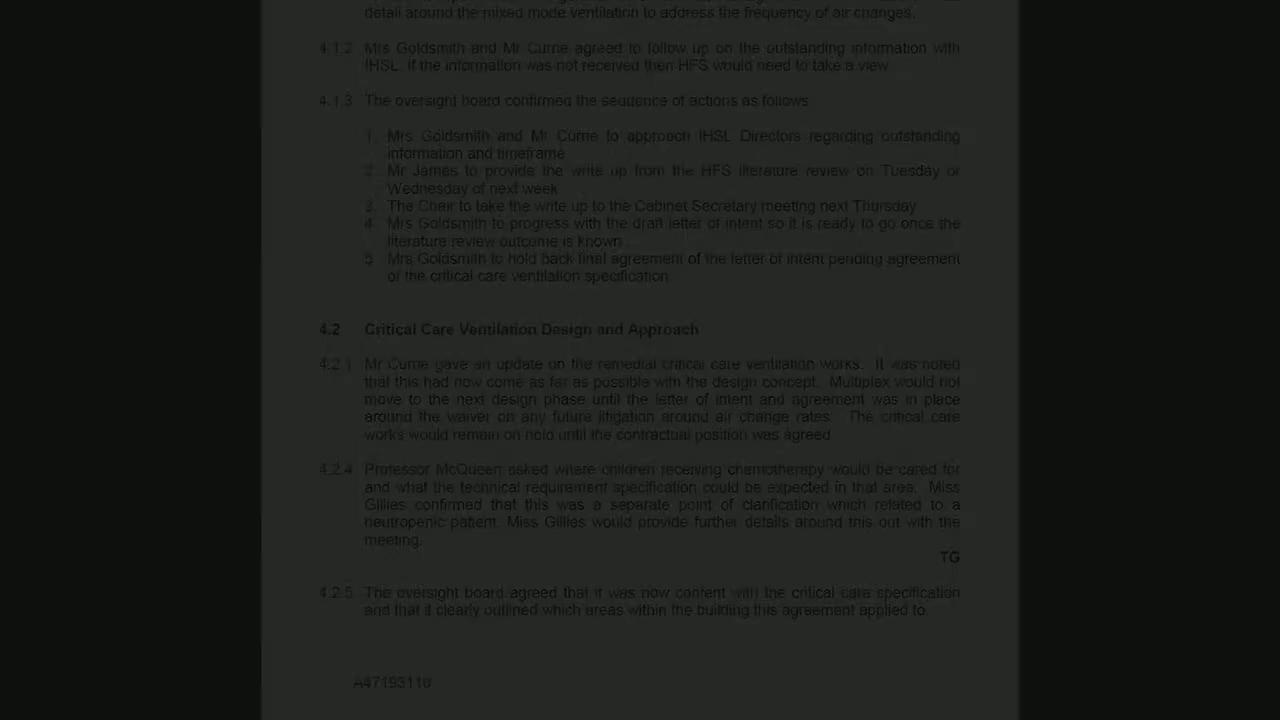 detail around the mixed mode ventilation to address the frequency of air changes.
4.1.2 Mrs Goldsmith and Mr Currie agreed to follow up on the outstanding information with
IHSL. If the information was not received then HFS would need to take a view.
4.1.3 The oversight board confirmed the sequence of actions as follows:
1. Mrs Goldsmith and Mr Currie to approach IHSL Directors regarding outstanding
information and timeframe
2. Mr James to provide the write up from the HFS literature review on Tuesday or
Wednesday of next week
3. The Chair to take the write up to the Cabinet Secretary meeting next Thursday
4. Mrs Goldsmith to progress with the draft letter of intent so it is ready to go once the
literature review outcome is known
5. Mrs Goldsmith to hold back final agreement of the letter of intent pending agreement
of the critical care ventilation specification.
4.2 Critical Care Ventilation Design and Approach
4.2.1 Mr Currie gave an update on the remedial critical care ventilation works. It was noted
that this had now come as far as possible with the design concept. Multiplex would not
move to the next design phase until the letter of intent and agreement was in place
around the waiver on any future litigation around air change rates. The critical care
works would remain on hold until the contractual position was agreed.
4.2.4 Professor McQueen asked where children receiving chemotherapy would be cared for
and what the technical requirement specification could be expected in that area. Miss
Gillies confirmed that this was a separate point of clarification which related to a
neutropenic patient. Miss Gillies would provide further details around this out with the
meeting.
TG
4.2.5 The oversight board agreed that it was now content with the critical care specification
and that it clearly outlined which areas within the building this agreement applied to.
A47193110